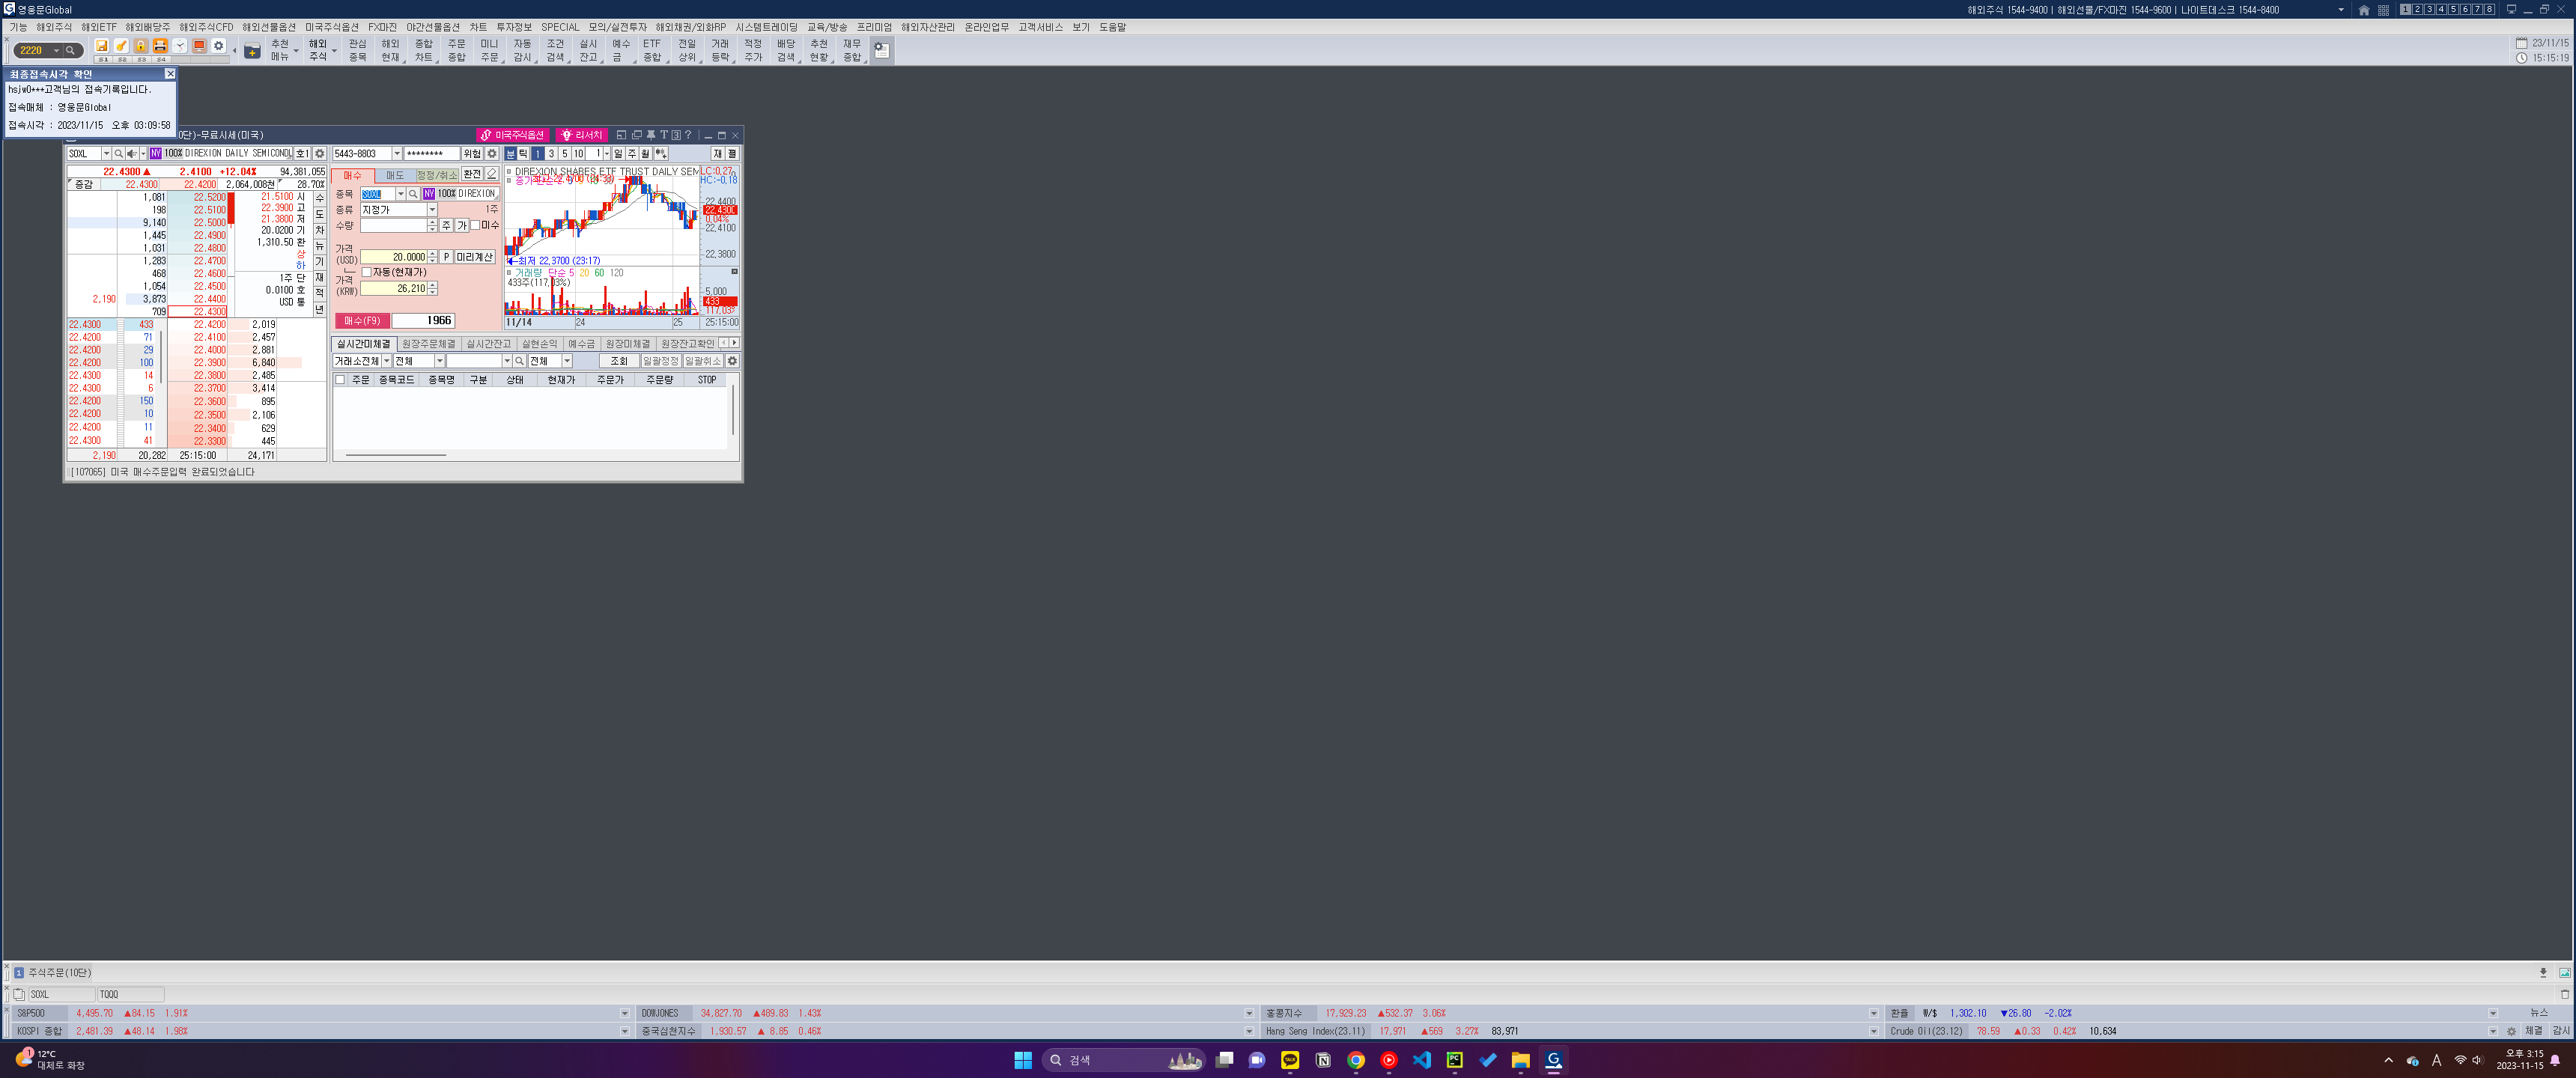 영웅문Global
해외주식 1544-9400 | 해외선물/FX마진 1544-9600 | 나이트데스크 1544-8400
1 2 3 4 5 6 7 8
기능 해외주식 해외ETF 해외배당주 해외주식CFD 해외선물옵션 미국주식옵션 FX마진 야간선물옵션 차트 투자정보 SPECIAL 모의/실전투자 해외채권/외화RP 시스템트레이딩 교육/방송 프리미엄 해외자산관리 온라인업무 고객서비스 보기 도움말
2220
S1 S2 S3 S4
추천 메뉴
해외 주식
관심 종목
해외 현재
종합 차트
주문 종합
미니 주문
자동 감시
조건 검색
실시 잔고
예수 금
ETF 종합
전일 상위
거래 등락
적정 주가
배당 검색
추천 현황
재무 종합
23/11/15
15:15:19
최종접속시각 확인
hsjw0***고객님의 접속기록입니다.
접속매체 : 영웅문Global
접속시각 : 2023/11/15 오후 03:09:58
0단)-무료시세(미국)
미국주식옵션 리서치
SOXL NY 100% DIREXION DAILY SEMICONDU 호1
22.4300 ▲ 2.4100 +12.04% 94,381,055
증감 22.4300 22.4200 2,064,008천 28.70%
1,081 22.5200 21.5100 시
198 22.5100 22.3900 고
9,140 22.5000 21.3800 저
1,445 22.4900 20.0200 기
1,031 22.4800 1,310.50 환
1,283 22.4700 상
468 22.4600 하
1,054 22.4500 1주 단
2,190 3,873 22.4400 0.0100 호
709 22.4300 USD 통
수
도
차
뉴
기
재
적
년
22.4300 433 22.4200 2,019
22.4200 71 22.4100 2,457
22.4200 29 22.4000 2,881
22.4200 100 22.3900 6,840
22.4300 14 22.3800 2,485
22.4300 6 22.3700 3,414
22.4200 150 22.3600 895
22.4200 10 22.3500 2,106
22.4200 11 22.3400 629
22.4300 41 22.3300 445
2,190 20,282 25:15:00 24,171
[107065] 미국 매수주문입력 완료되었습니다
5443-8803 ******** 위험
매수 매도 정정/취소 환전
종목 SOXL NY 100% DIREXION
종류 지정가 1주
수량 주 가 미수
가격
(USD) 20.0000 P 미리계산
자동(현재가)
가격
(KRW) 26,210
매수(F9) 1966
분 틱 1 3 5 10 1 일 주 월 재 콜
DIREXION SHARES ETF TRUST DAILY SEM
LC:0.27
HC:-0.18
22.4400
22.4300
0.04%
22.4100
22.3800
최저 22.3700 (23:17)
거래량 단순 5 20 60 120
433주(117.03%)
5,000
433
117.03%
11/14 24 25 25:15:00
실시간미체결 원장주문체결 실시간잔고 실현손익 예수금 원장미체결 원장잔고확인
거래소전체 전체 전체 조회 일괄정정 일괄취소
주문 종목코드 종목명 구분 상태 현재가 주문가 주문량 STOP
1 주식주문(10단)
SOXL TQQQ
S&P500 4,495.70 ▲84.15 1.91%
DOWJONES 34,827.70 ▲489.83 1.43%
홍콩지수 17,929.23 ▲532.37 3.06%
환율 W/$ 1,302.10 ▼26.80 -2.02%
뉴스
KOSPI 종합 2,481.39 ▲48.14 1.98%
중국심천지수 1,930.57 ▲ 8.85 0.46%
Hang Seng Index(23.11) 17,971 ▲569 3.27% 83,971
Crude Oil(23.12) 78.59 ▲0.33 0.42% 10,634
체결 감시
1
12°C
대체로 화창
검색
A
오후 3:15
2023-11-15